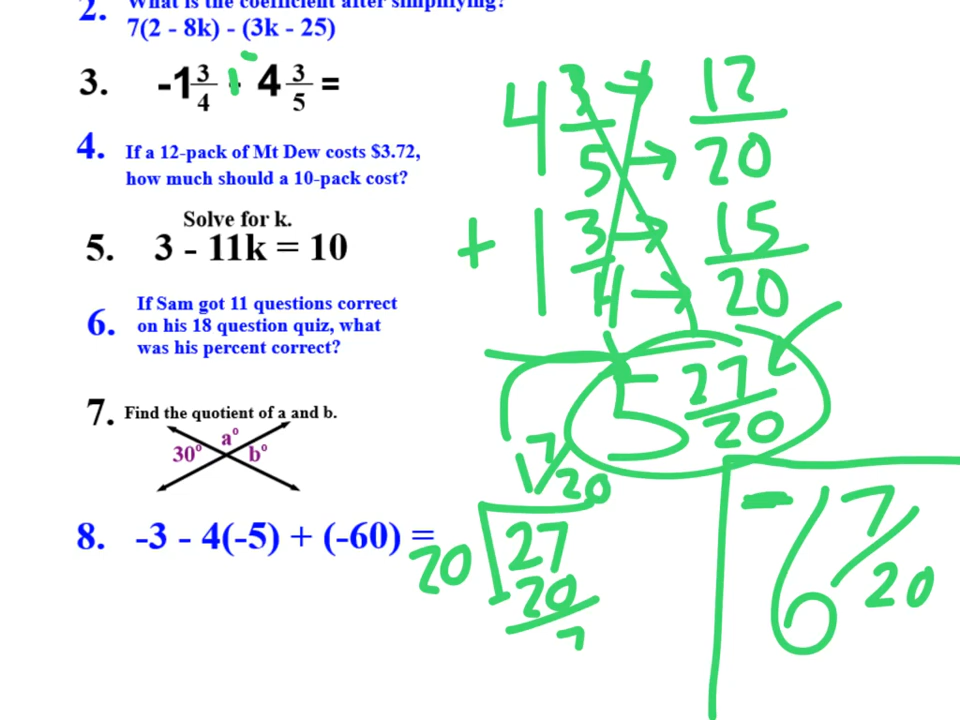 2. What is the coefficient after simplifying?
7(2 - 8k) - (3k - 25)
3. -1 3/4 - 4 3/5 =
4. If a 12-pack of Mt Dew costs $3.72,
how much should a 10-pack cost?
Solve for k.
5. 3 - 11k = 10
If Sam got 11 questions correct
6. on his 18 question quiz, what
was his percent correct?
7. Find the quotient of a and b.
30° a° b°
8. -3 - 4(-5) + (-60) =
4 3/5 → 12/20
+ 1 3/4 → 15/20
5 27/20
1 7/20
20 27
20
7
-6 7/20